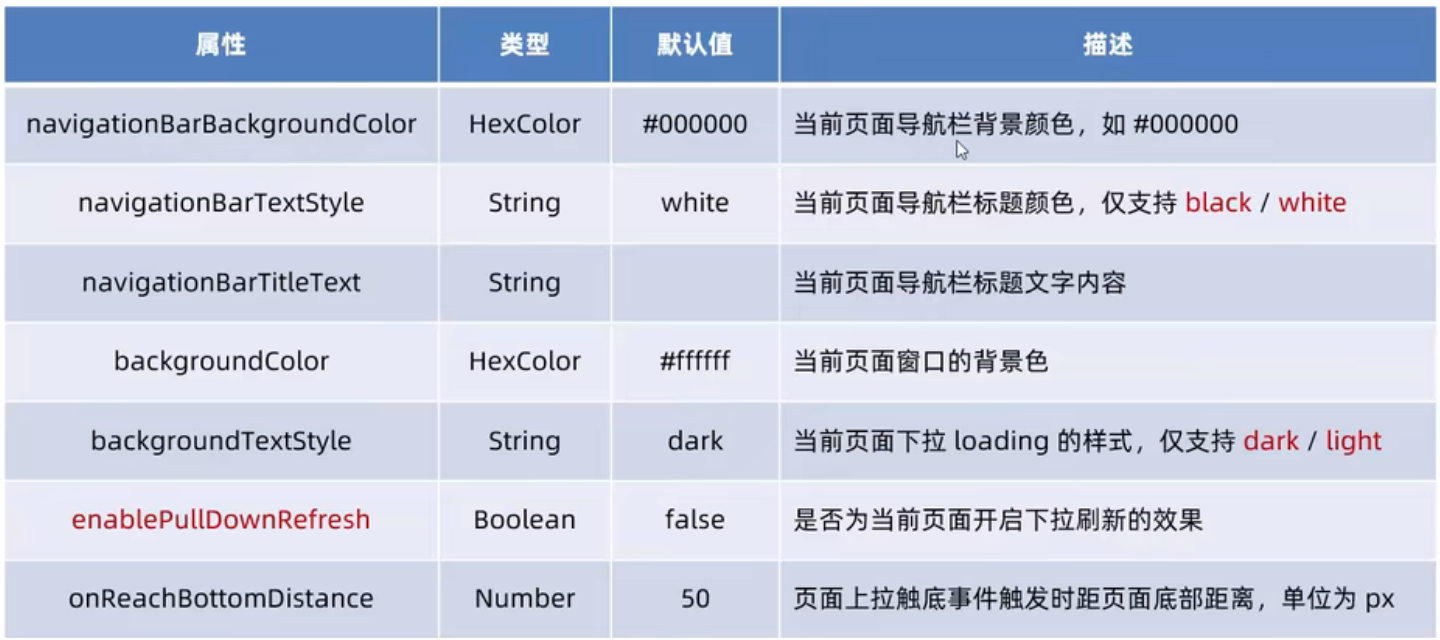 属性 类型 默认值 描述
navigationBarBackgroundColor HexColor #000000 当前页面导航栏背景颜色，如 #000000
navigationBarTextStyle String white 当前页面导航栏标题颜色，仅支持 black / white
navigationBarTitleText String 当前页面导航栏标题文字内容
backgroundColor HexColor #ffffff 当前页面窗口的背景色
backgroundTextStyle String dark 当前页面下拉 loading 的样式，仅支持 dark / light
enablePullDownRefresh Boolean false 是否为当前页面开启下拉刷新的效果
onReachBottomDistance Number 50 页面上拉触底事件触发时距页面底部距离，单位为 px